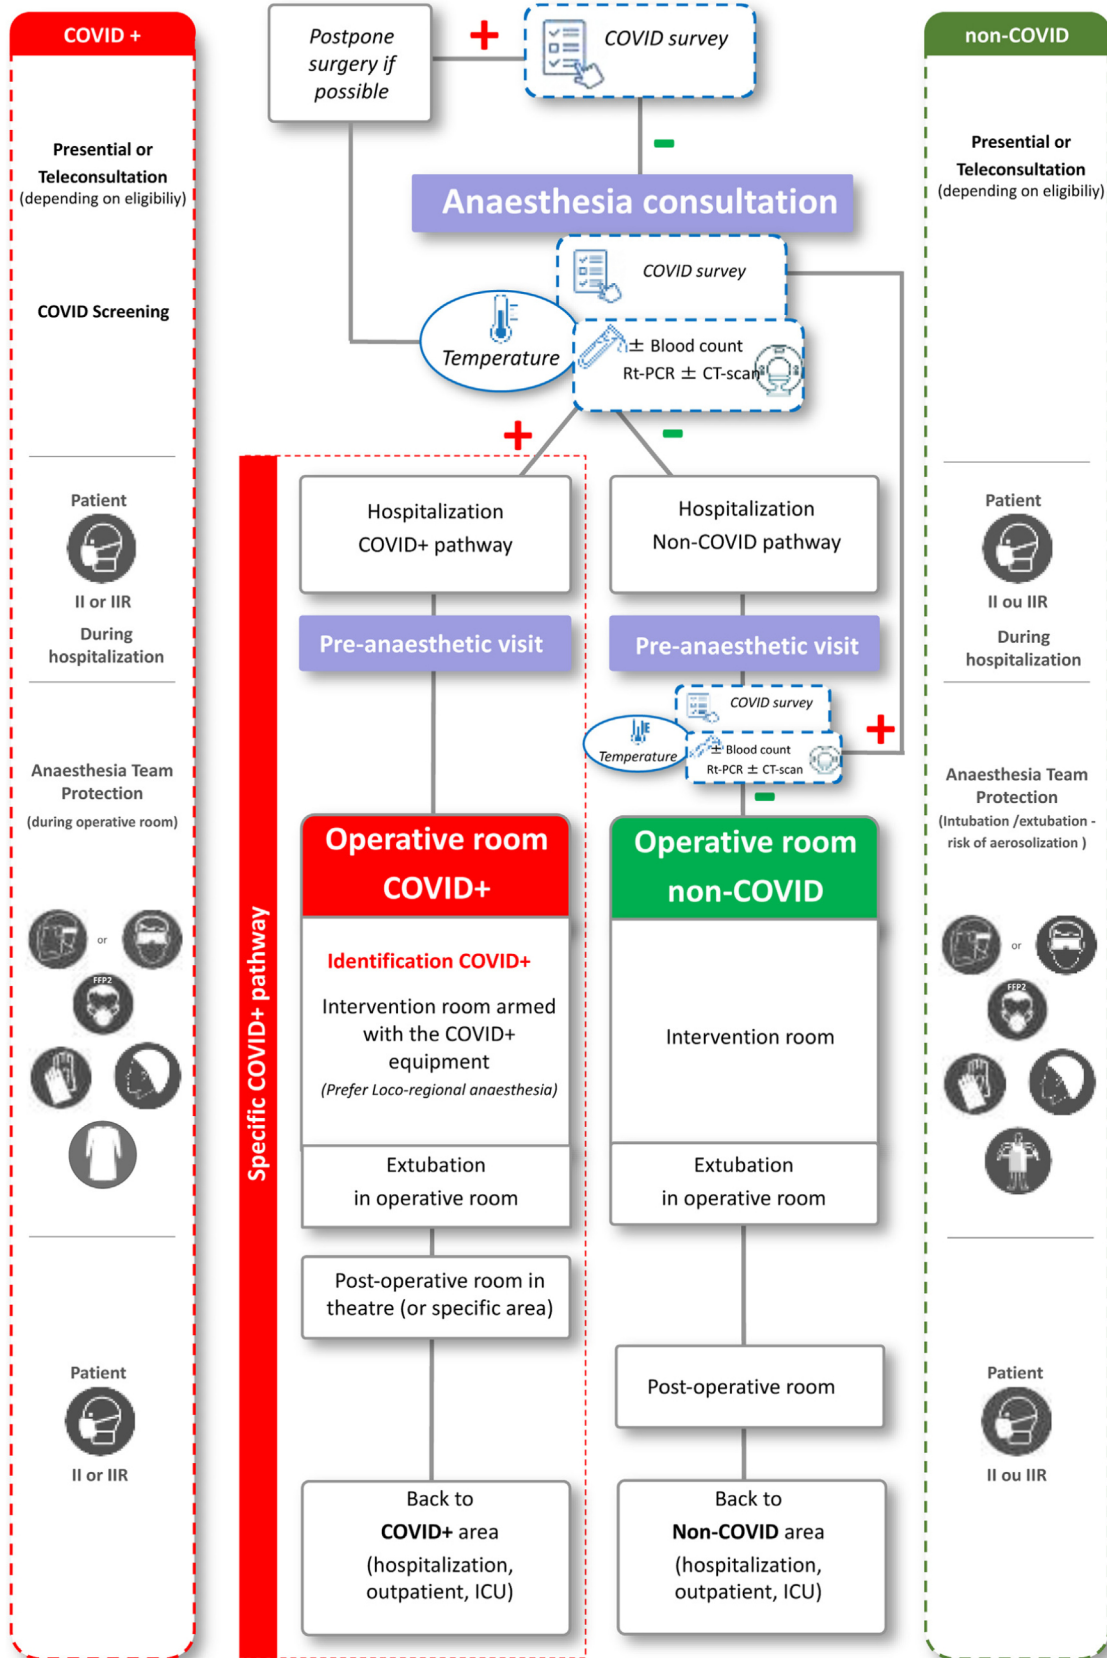 COVID +
Presential or
Teleconsultation
(depending on eligibiliy)
COVID Screening
Patient
II or IIR
During
hospitalization
Anaesthesia Team
Protection
(during operative room)
or
FFP2
Patient
II or IIR
Postpone
surgery if
possible
+
COVID survey
-
Anaesthesia consultation
COVID survey
Temperature
± Blood count
Rt-PCR ± CT-scan
+
-
Specific COVID+ pathway
Hospitalization
COVID+ pathway
Pre-anaesthetic visit
Operative room
COVID+
Identification COVID+
Intervention room armed
with the COVID+
equipment
(Prefer Loco-regional anaesthesia)
Extubation
in operative room
Post-operative room in
theatre (or specific area)
Back to
COVID+ area
(hospitalization,
outpatient, ICU)
Hospitalization
Non-COVID pathway
Pre-anaesthetic visit
COVID survey
Temperature
± Blood count
Rt-PCR ± CT-scan
+
-
Operative room
non-COVID
Intervention room
Extubation
in operative room
Post-operative room
Back to
Non-COVID area
(hospitalization,
outpatient, ICU)
non-COVID
Presential or
Teleconsultation
(depending on eligibiliy)
Patient
II ou IIR
During
hospitalization
Anaesthesia Team
Protection
(Intubation /extubation -
risk of aerosolization )
or
FFP2
Patient
II ou IIR